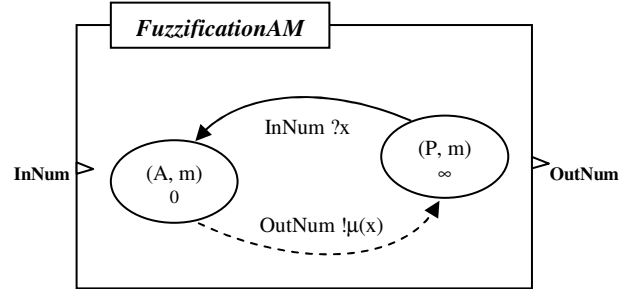 FuzzificationAM
InNum ?x
(P, m)
∞
InNum
(A, m)
0
OutNum
OutNum !μ(x)